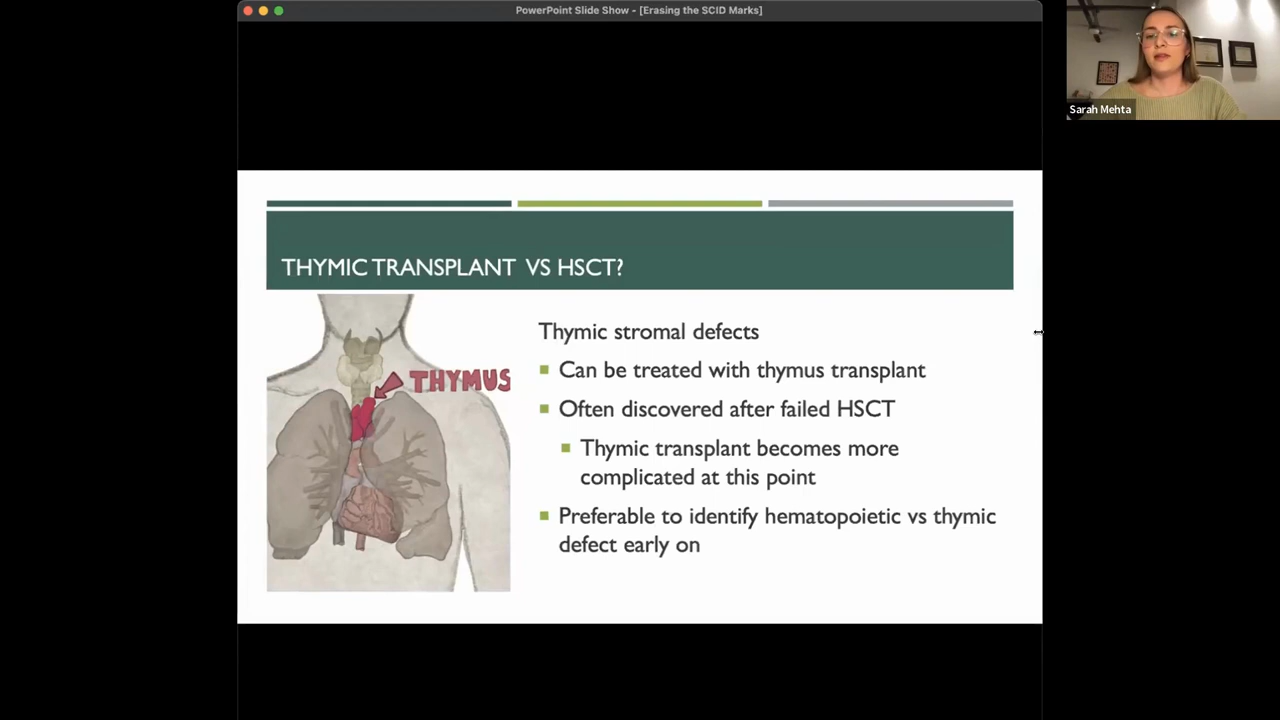 PowerPoint Slide Show - [Erasing the SCID Marks]
Sarah Mehta
THYMIC TRANSPLANT VS HSCT?
THYMUS
Thymic stromal defects
Can be treated with thymus transplant
Often discovered after failed HSCT
Thymic transplant becomes more
complicated at this point
Preferable to identify hematopoietic vs thymic
defect early on